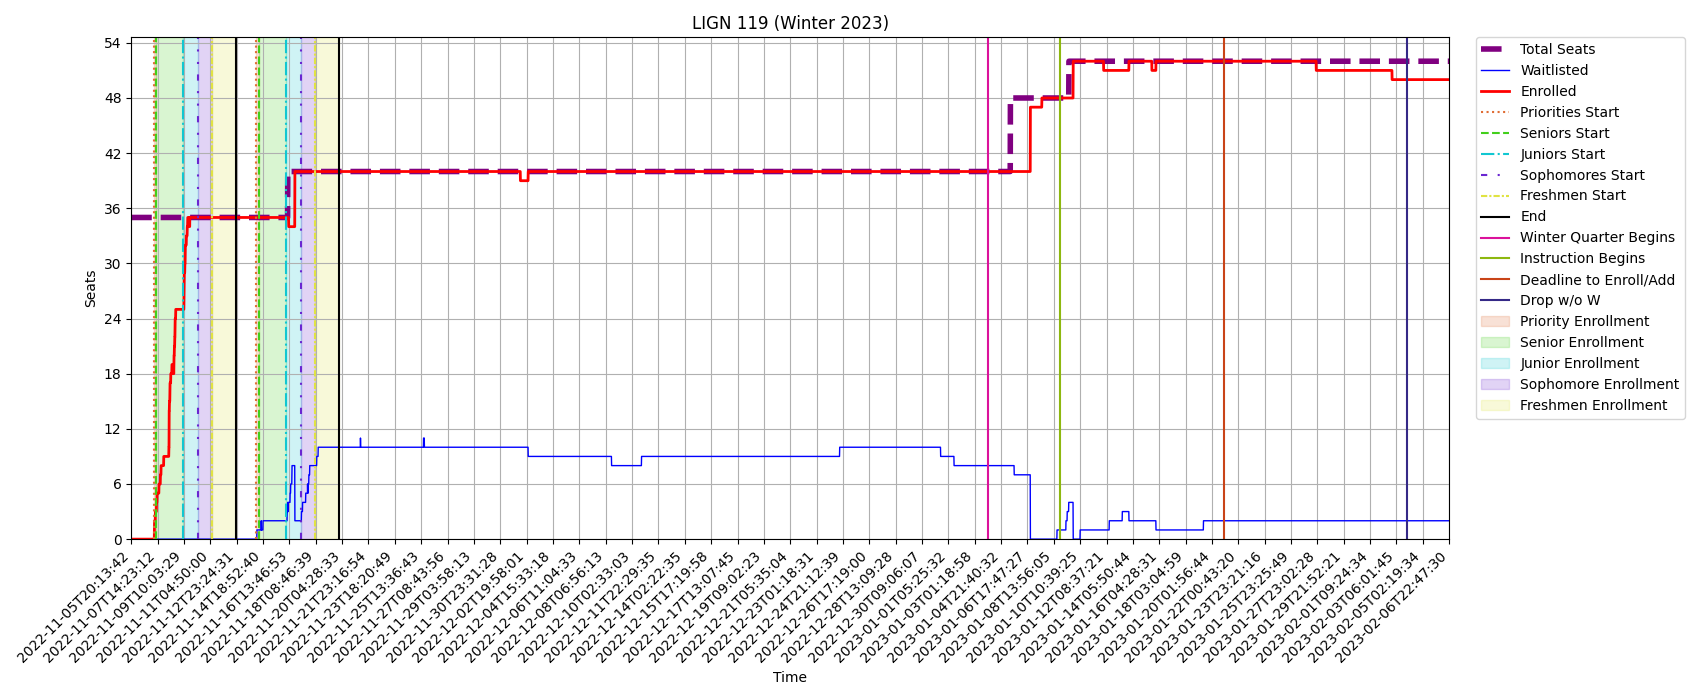 LIGN 119 (Winter 2023)
54
48
42
36
30
24
18
12
6
0
Seats
2022-11-05T20:13:42
2022-11-07T14:23:12
2022-11-09T10:03:29
2022-11-11T04:50:00
2022-11-12T23:24:31
2022-11-14T18:52:40
2022-11-16T13:46:53
2022-11-18T08:46:39
2022-11-20T04:28:33
2022-11-21T23:16:54
2022-11-23T18:20:49
2022-11-25T13:36:43
2022-11-27T08:43:56
2022-11-29T03:58:13
2022-11-30T23:31:28
2022-12-02T19:58:01
2022-12-04T15:33:18
2022-12-06T11:04:33
2022-12-08T06:56:13
2022-12-10T02:33:03
2022-12-11T22:29:35
2022-12-14T02:22:35
2022-12-15T17:19:58
2022-12-17T13:07:45
2022-12-19T09:02:23
2022-12-21T05:35:04
2022-12-23T01:18:31
2022-12-24T21:12:39
2022-12-26T17:19:00
2022-12-28T13:09:28
2022-12-30T09:06:07
2023-01-01T05:25:32
2023-01-03T01:18:58
2023-01-04T21:40:32
2023-01-06T17:47:27
2023-01-08T13:56:05
2023-01-10T10:39:25
2023-01-12T08:37:21
2023-01-14T05:50:44
2023-01-16T04:28:31
2023-01-18T03:04:59
2023-01-20T01:56:44
2023-01-22T00:43:20
2023-01-23T23:21:16
2023-01-25T23:25:49
2023-01-27T23:02:28
2023-01-29T21:52:21
2023-02-01T09:24:34
2023-02-03T06:01:45
2023-02-05T02:19:34
2023-02-06T22:47:30
Time
Total Seats
Waitlisted
Enrolled
Priorities Start
Seniors Start
Juniors Start
Sophomores Start
Freshmen Start
End
Winter Quarter Begins
Instruction Begins
Deadline to Enroll/Add
Drop w/o W
Priority Enrollment
Senior Enrollment
Junior Enrollment
Sophomore Enrollment
Freshmen Enrollment